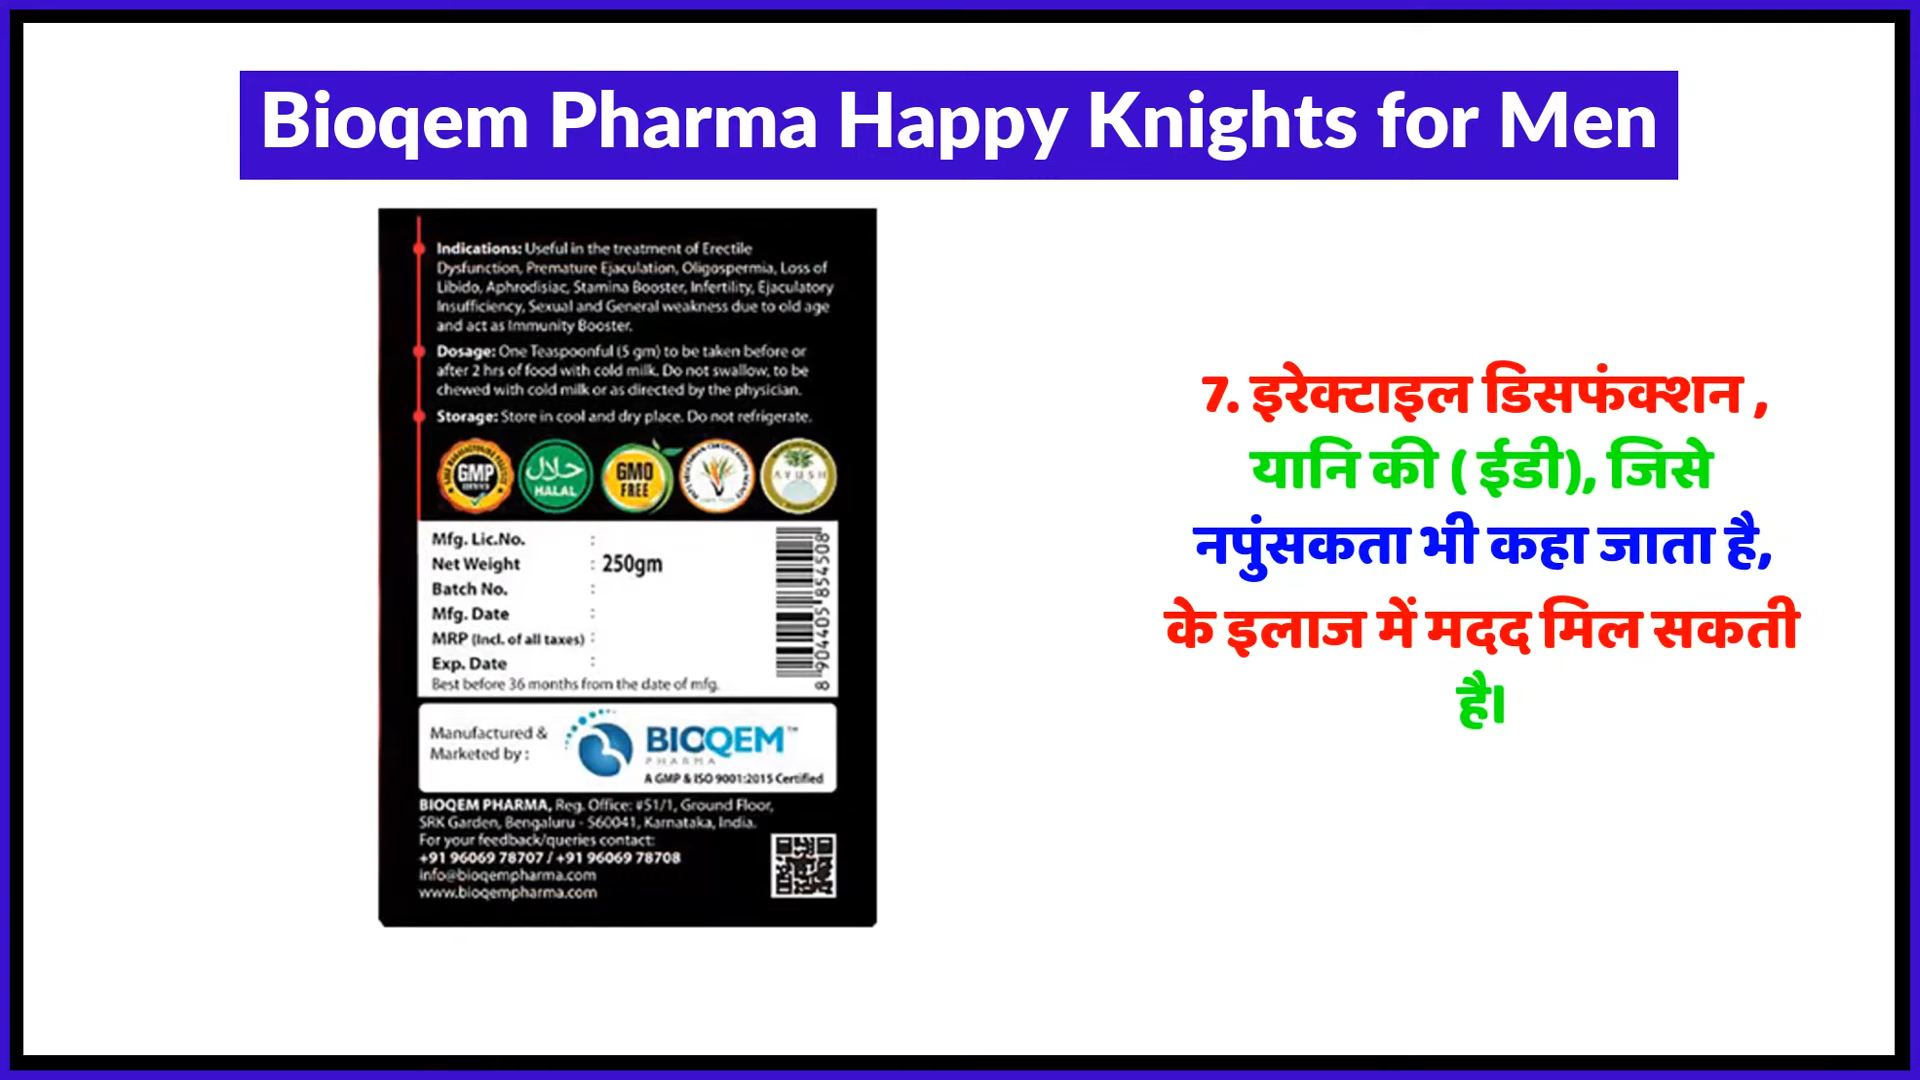 Bioqem Pharma Happy Knights for Men
Indications: Useful in the treatment of Erectile
Dysfunction, Premature Ejaculation, Oligospermia, Loss of
Libido, Aphrodisiac, Stamina Booster, Infertility, Ejaculatory
Insufficiency, Sexual and General weakness due to old age
and act as Immunity Booster.
Dosage: One Teaspoonful (5 gm) to be taken before or
after 2 hrs of food with cold milk. Do not swallow, to be
chewed with cold milk or as directed by the physician.
Storage: Store in cool and dry place. Do not refrigerate.
GMP
CERTIFIED
حلال
HALAL
GMO
FREE
AYUSH
Mfg. Lic.No. :
Net Weight : 250gm
Batch No. :
Mfg. Date :
MRP (Incl. of all taxes) :
Exp. Date :
Best before 36 months from the date of mfg.
8 904405 854508
Manufactured &
Marketed by :
BIOQEM™
PHARMA
A GMP & ISO 9001:2015 Certified
BIOQEM PHARMA, Reg. Office: #51/1, Ground Floor,
SRK Garden, Bengaluru - 560041, Karnataka, India.
For your feedback/queries contact:
+91 96069 78707 / +91 96069 78708
info@bioqempharma.com
www.bioqempharma.com
7. इरेक्टाइल डिसफंक्शन ,
यानि की ( ईडी), जिसे
नपुंसकता भी कहा जाता है,
के इलाज में मदद मिल सकती
है।